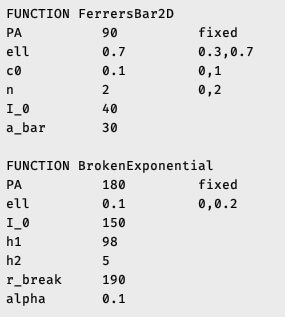 FUNCTION FerrersBar2D
PA 90 fixed
ell 0.7 0.3,0.7
c0 0.1 0,1
n 2 0,2
I_0 40
a_bar 30
FUNCTION BrokenExponential
PA 180 fixed
ell 0.1 0,0.2
I_0 150
h1 98
h2 5
r_break 190
alpha 0.1